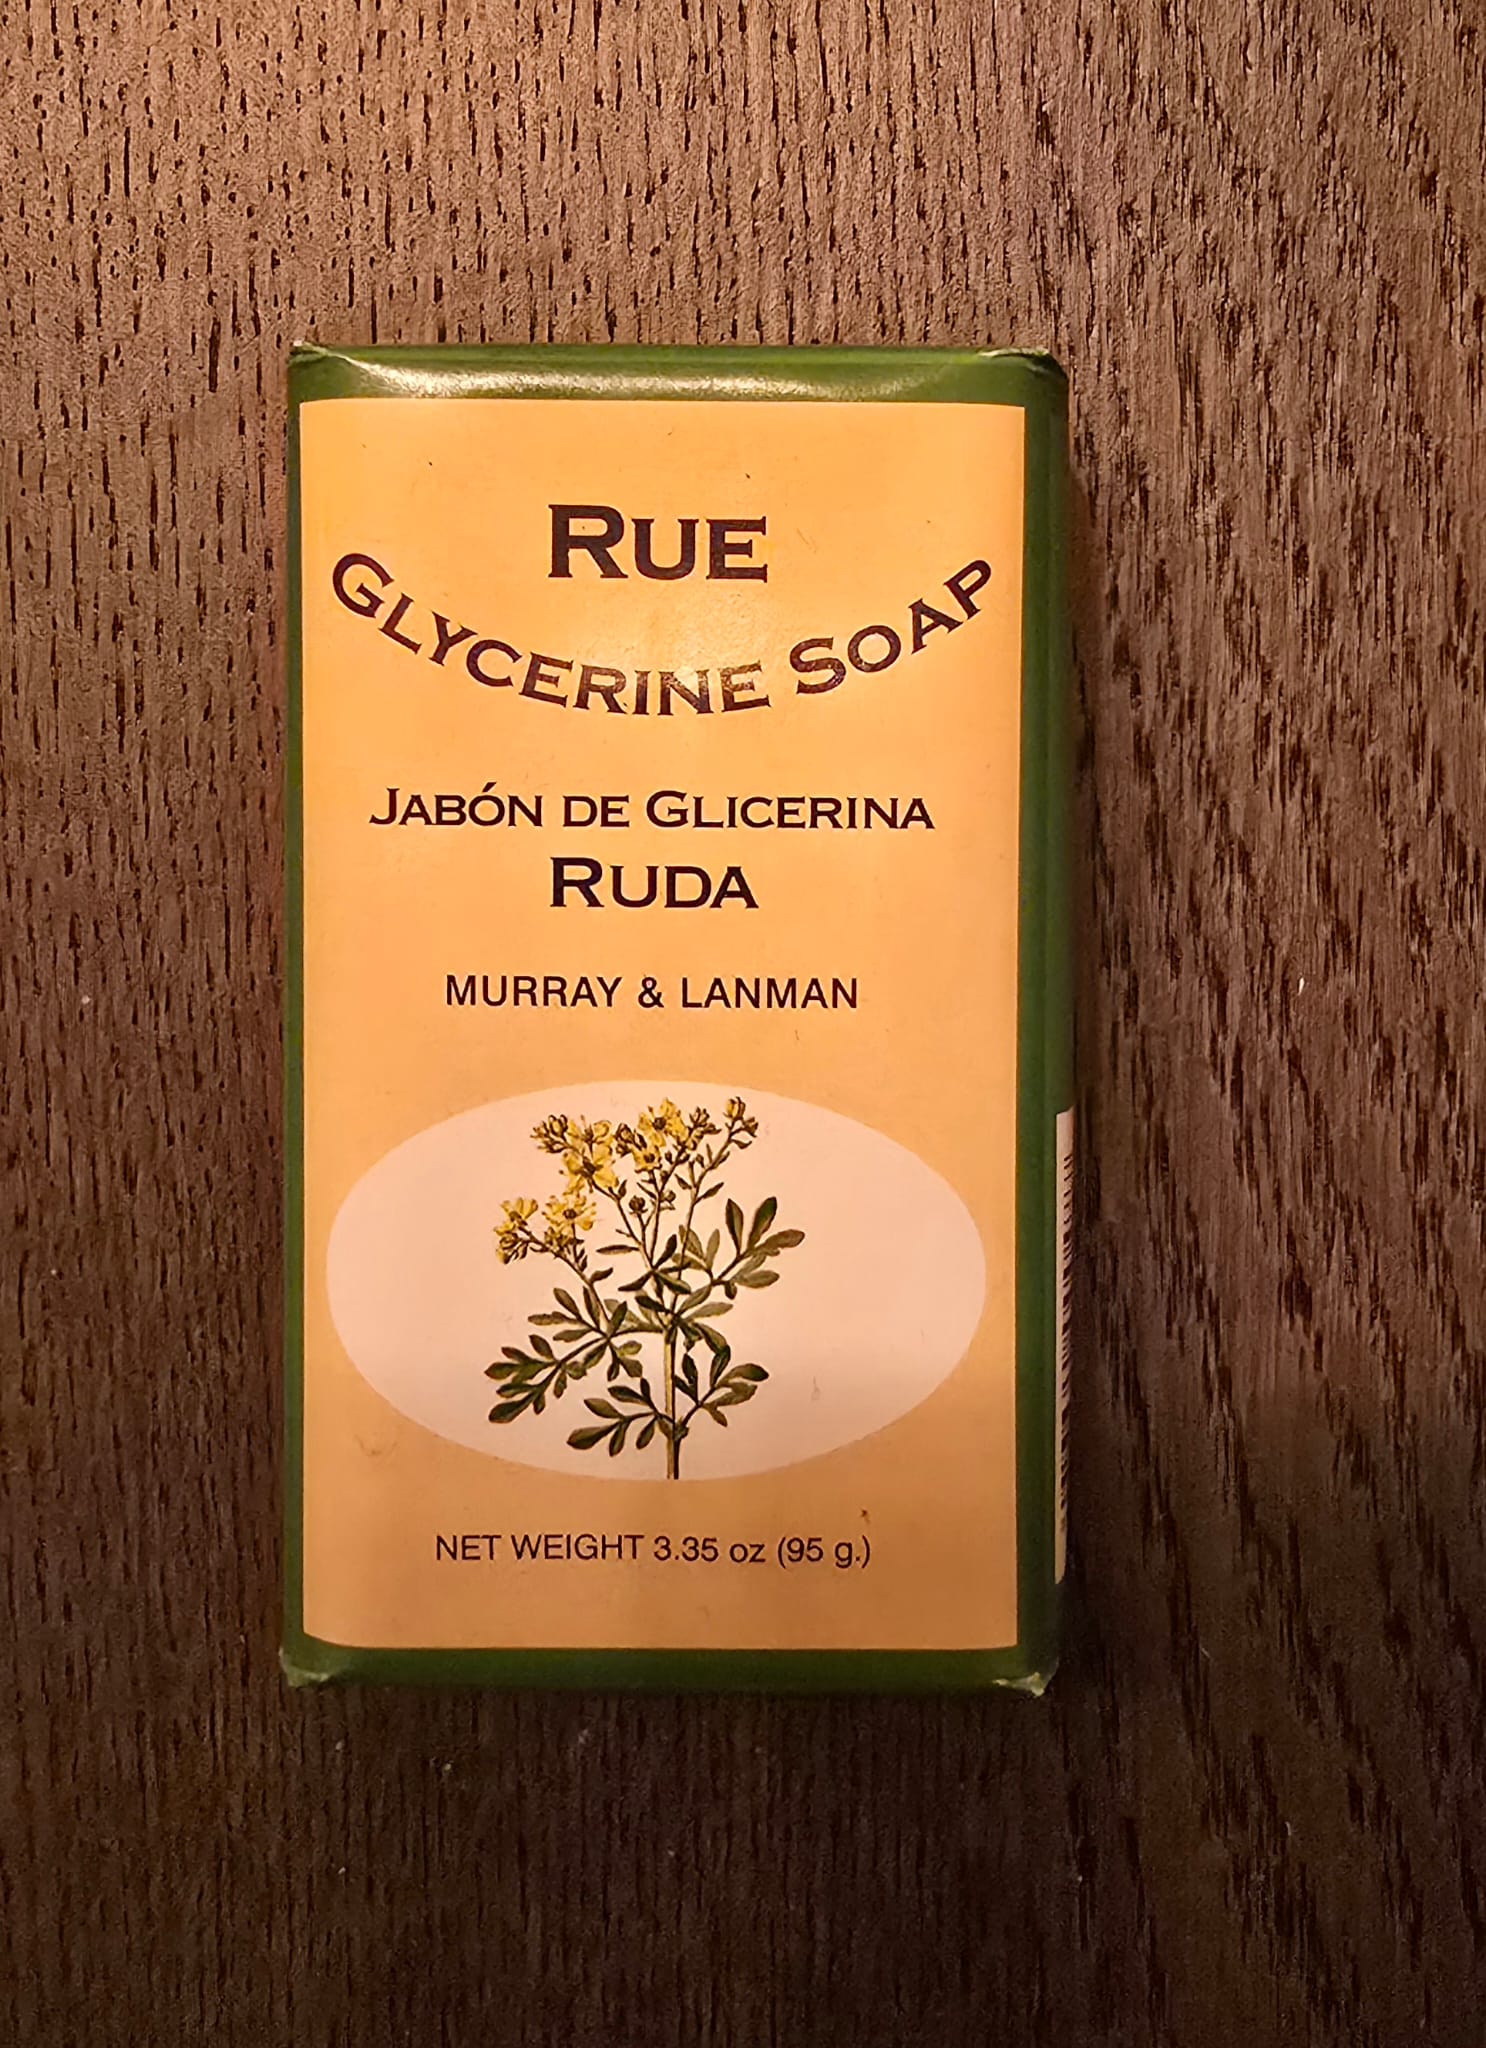 RUE
GLYCERINE SOAP
JABÓN DE GLICERINA
RUDA
MURRAY & LANMAN
NET WEIGHT 3.35 oz (95 g.)